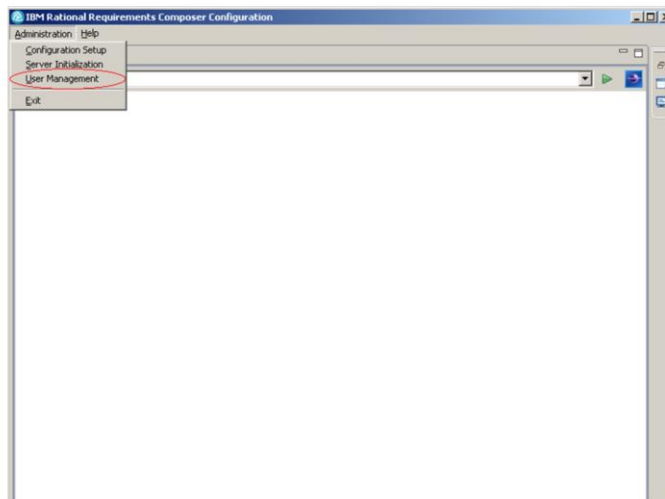 IBM Rational Requirements Composer Configuration
Administration Help
Configuration Setup
Server Initialization
User Management
Exit